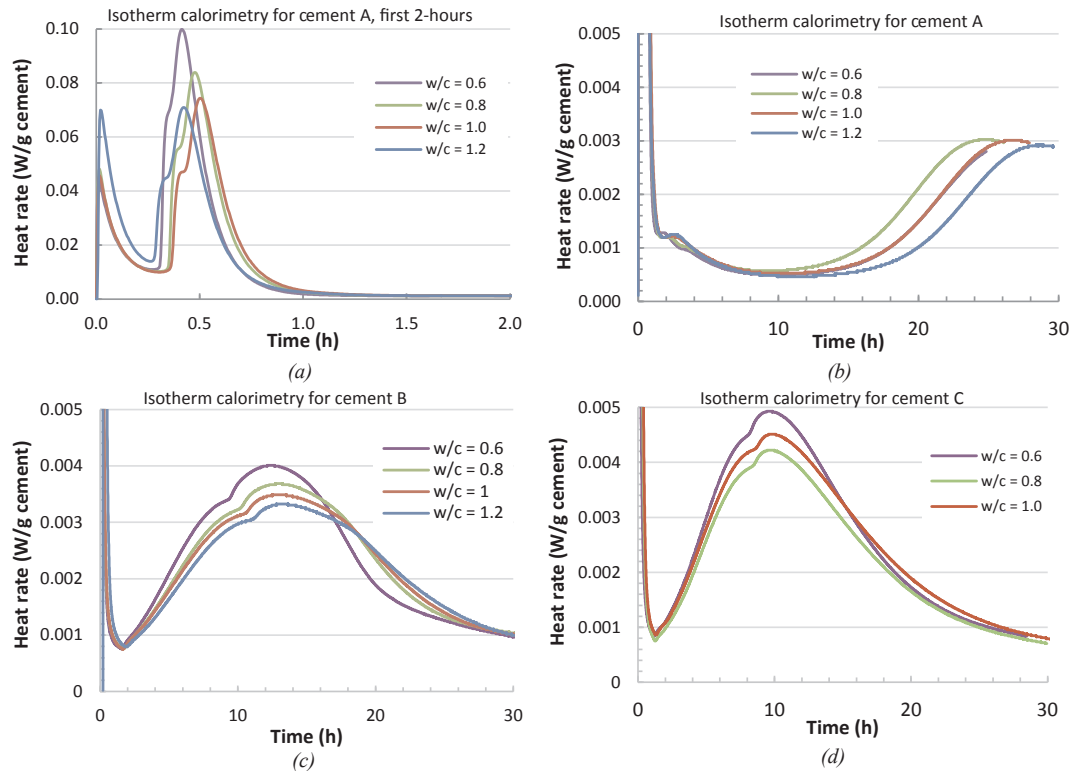 Isotherm calorimetry for cement A, first 2-hours
Heat rate (W/g cement)
0.10
0.08
0.06
0.04
0.02
0.00
w/c = 0.6
w/c = 0.8
w/c = 1.0
w/c = 1.2
0.0 0.5 1.0 1.5 2.0
Time (h)
(a)
Isotherm calorimetry for cement A
Heat rate (W/g cement)
0.005
0.004
0.003
0.002
0.001
0.000
w/c = 0.6
w/c = 0.8
w/c = 1.0
w/c = 1.2
0 10 20 30
Time (h)
(b)
Isotherm calorimetry for cement B
Heat rate (W/g cement)
0.005
0.004
0.003
0.002
0.001
0
w/c = 0.6
w/c = 0.8
w/c = 1
w/c = 1.2
0 10 20 30
Time (h)
(c)
Isotherm calorimetry for cement C
Heat rate (W/g cement)
0.005
0.004
0.003
0.002
0.001
0
w/c = 0.6
w/c = 0.8
w/c = 1.0
0 10 20 30
Time (h)
(d)